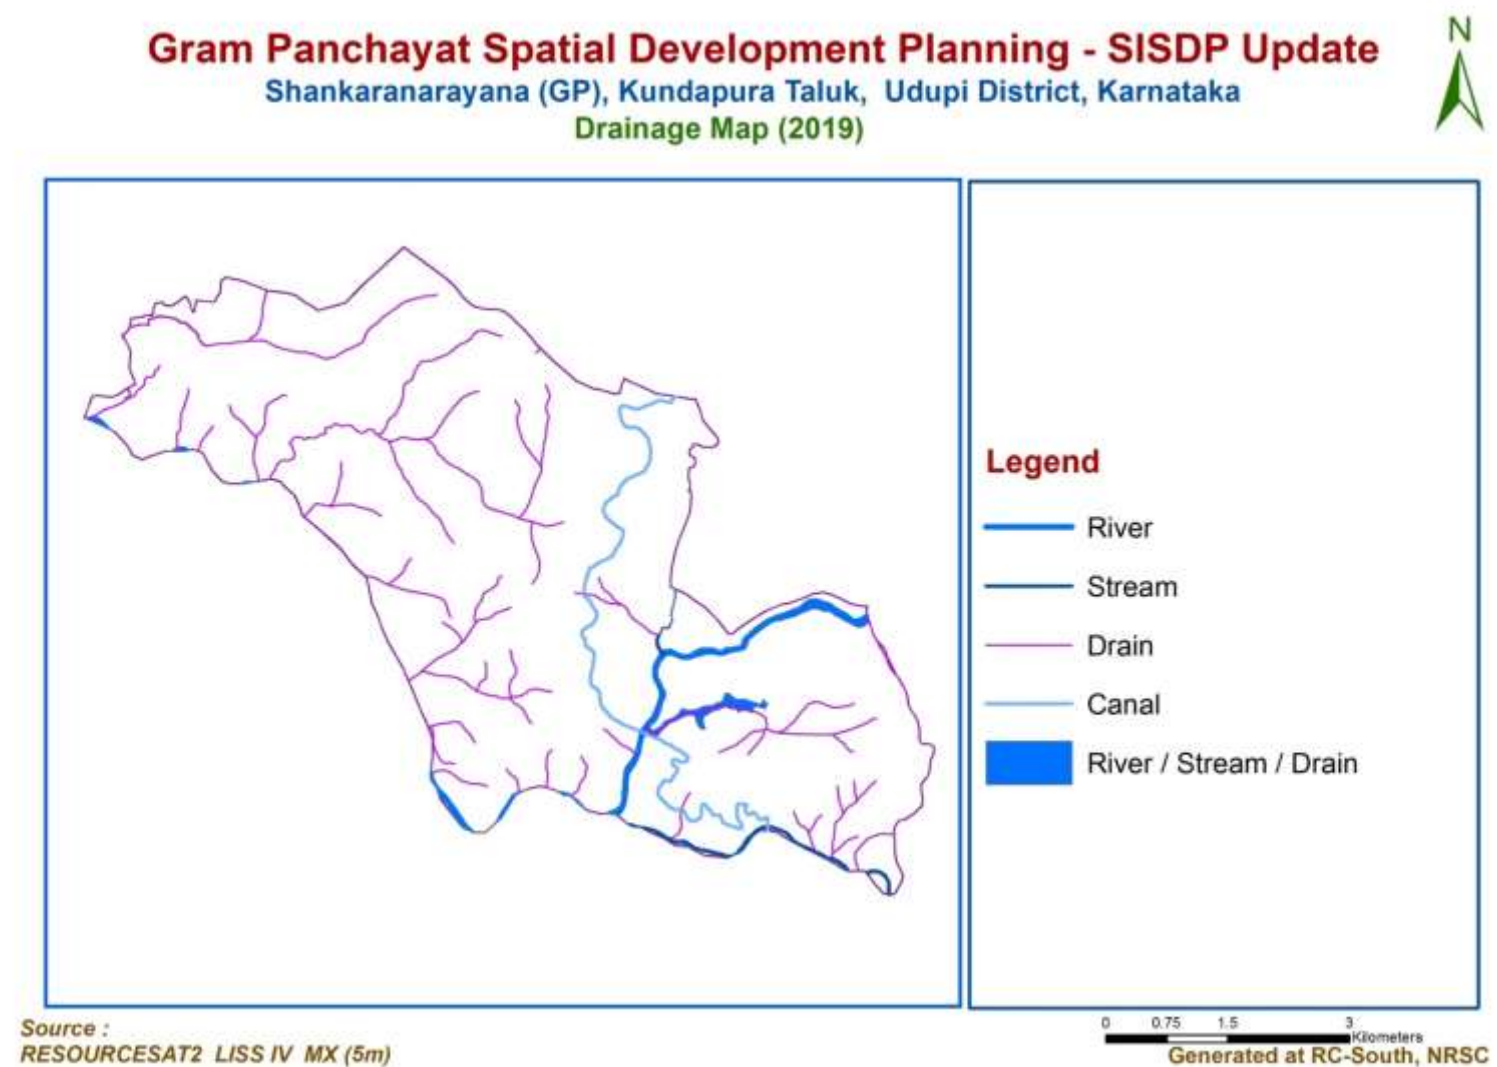 Gram Panchayat Spatial Development Planning - SISDP Update
N
Shankaranarayana (GP), Kundapura Taluk, Udupi District, Karnataka
Drainage Map (2019)
Legend
River
Stream
Drain
Canal
River / Stream / Drain
Source :
RESOURCESAT2 LISS IV MX (5m)
0 0.75 1.5 3
Kilometers
Generated at RC-South, NRSC